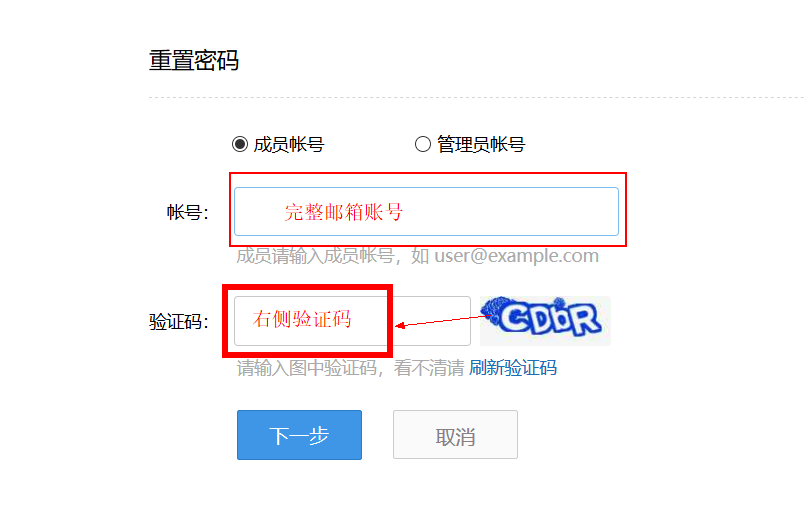 重置密码
成员帐号 管理员帐号
帐号： 完整邮箱账号
成员请输入成员帐号，如 user@example.com
验证码： 右侧验证码 CDbR
请输入图中验证码，看不清请 刷新验证码
下一步 取消